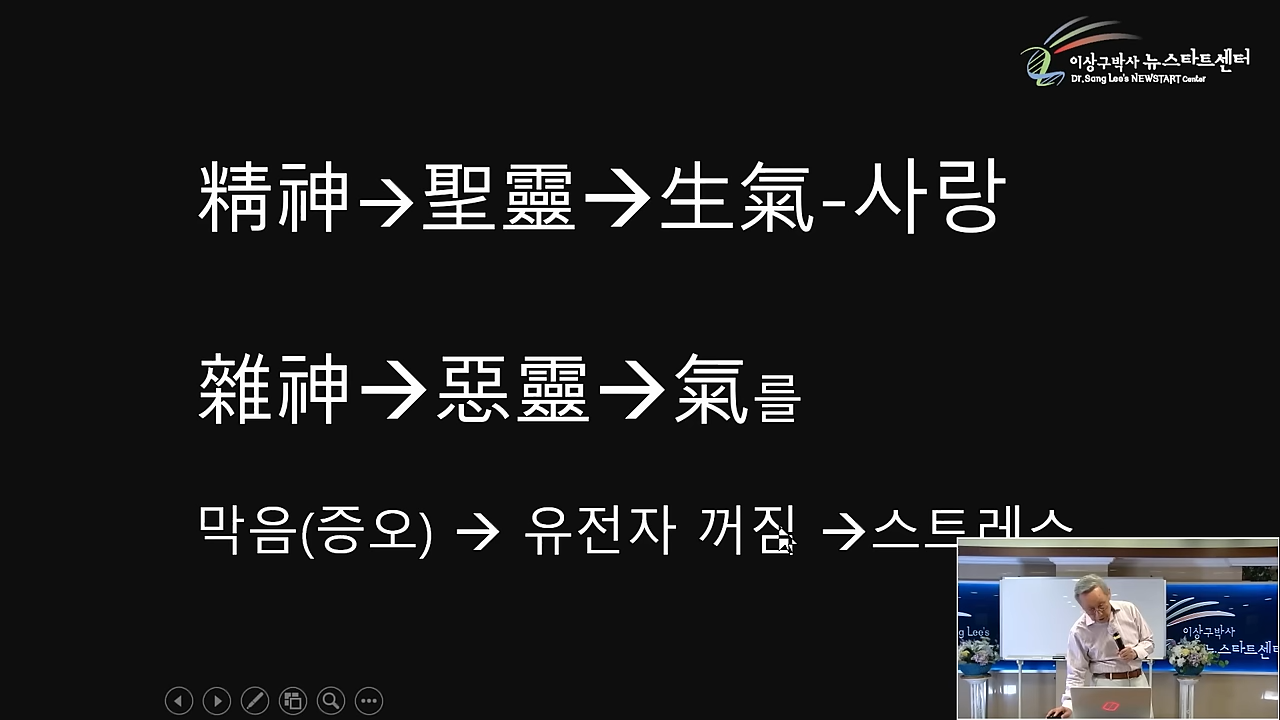 이상구박사 뉴스타트센터
Dr.Sang Lee's NEWSTART Center
精神→聖靈→生氣-사랑
雜神→惡靈→氣를
막음(증오) → 유전자 꺼짐 →스트레스
g Lee's
이상구박사
뉴스타트센터